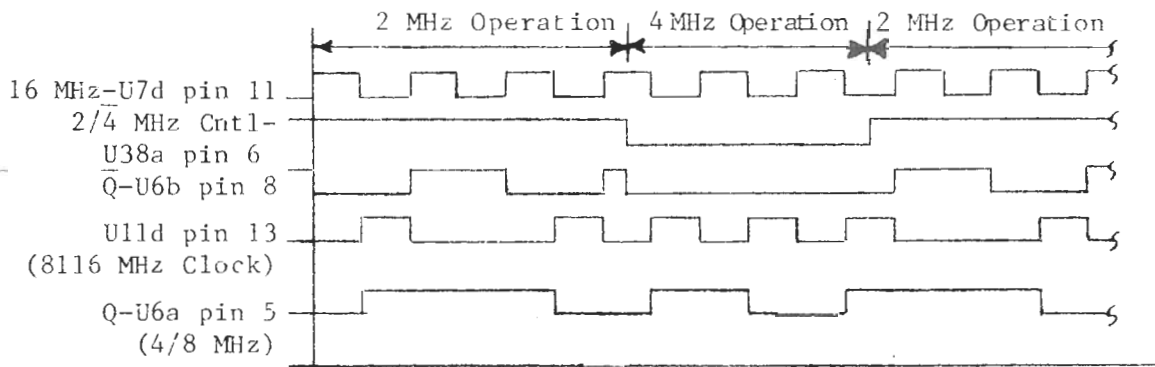 2 MHz Operation 4 MHz Operation 2 MHz Operation
16 MHz-U7d pin 11
2/4̅ MHz Cntl-
U38a pin 6
Q̅-U6b pin 8
U11d pin 13
(8116 MHz Clock)
Q-U6a pin 5
(4/8 MHz)